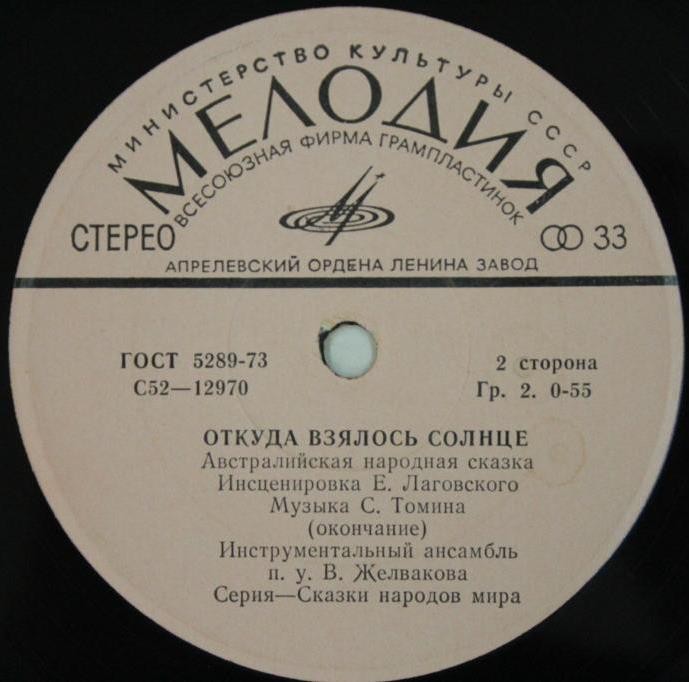 МИНИСТЕРСТВО КУЛЬТУРЫ СССР
МЕЛОДИЯ
ВСЕСОЮЗНАЯ ФИРМА ГРАМПЛАСТИНОК
СТЕРЕО
33
АПРЕЛЕВСКИЙ ОРДЕНА ЛЕНИНА ЗАВОД
ГОСТ 5289-73
С52—12970
2 сторона
Гр. 2. 0-55
ОТКУДА ВЗЯЛОСЬ СОЛНЦЕ
Австралийская народная сказка
Инсценировка Е. Лаговского
Музыка С. Томина
(окончание)
Инструментальный ансамбль
п. у. В. Желвакова
Серия—Сказки народов мира